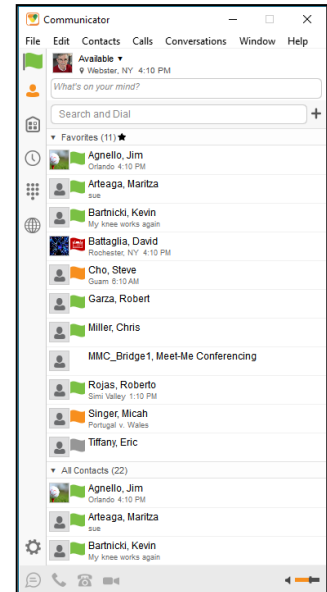 Communicator
File Edit Contacts Calls Conversations Window Help
Available
Webster, NY 4:10 PM
What's on your mind?
Search and Dial
Favorites (11)
Agnello, Jim
Orlando 4:10 PM
Arteaga, Maritza
sue
Bartnicki, Kevin
My knee works again
Battaglia, David
Rochester, NY 4:10 PM
Cho, Steve
Guam 6:10 AM
Garza, Robert
Miller, Chris
MMC_Bridge1, Meet-Me Conferencing
Rojas, Roberto
Simi Valley 1:10 PM
Singer, Micah
Portugal v. Wales
Tiffany, Eric
All Contacts (22)
Agnello, Jim
Orlando 4:10 PM
Arteaga, Maritza
sue
Bartnicki, Kevin
My knee works again